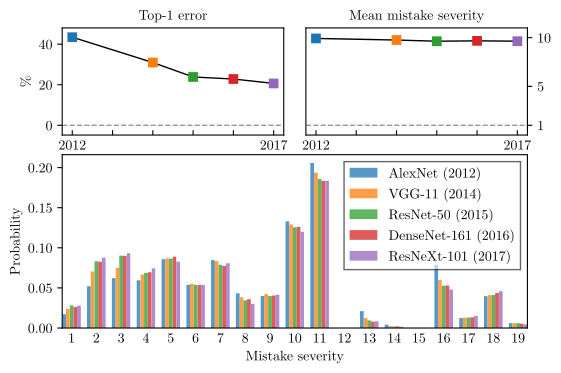 Top-1 error
Mean mistake severity
%
40
20
0
2012
2017
10
5
1
2012
2017
Probability
0.20
0.15
0.10
0.05
0.00
AlexNet (2012)
VGG-11 (2014)
ResNet-50 (2015)
DenseNet-161 (2016)
ResNeXt-101 (2017)
1 2 3 4 5 6 7 8 9 10 11 12 13 14 15 16 17 18 19
Mistake severity